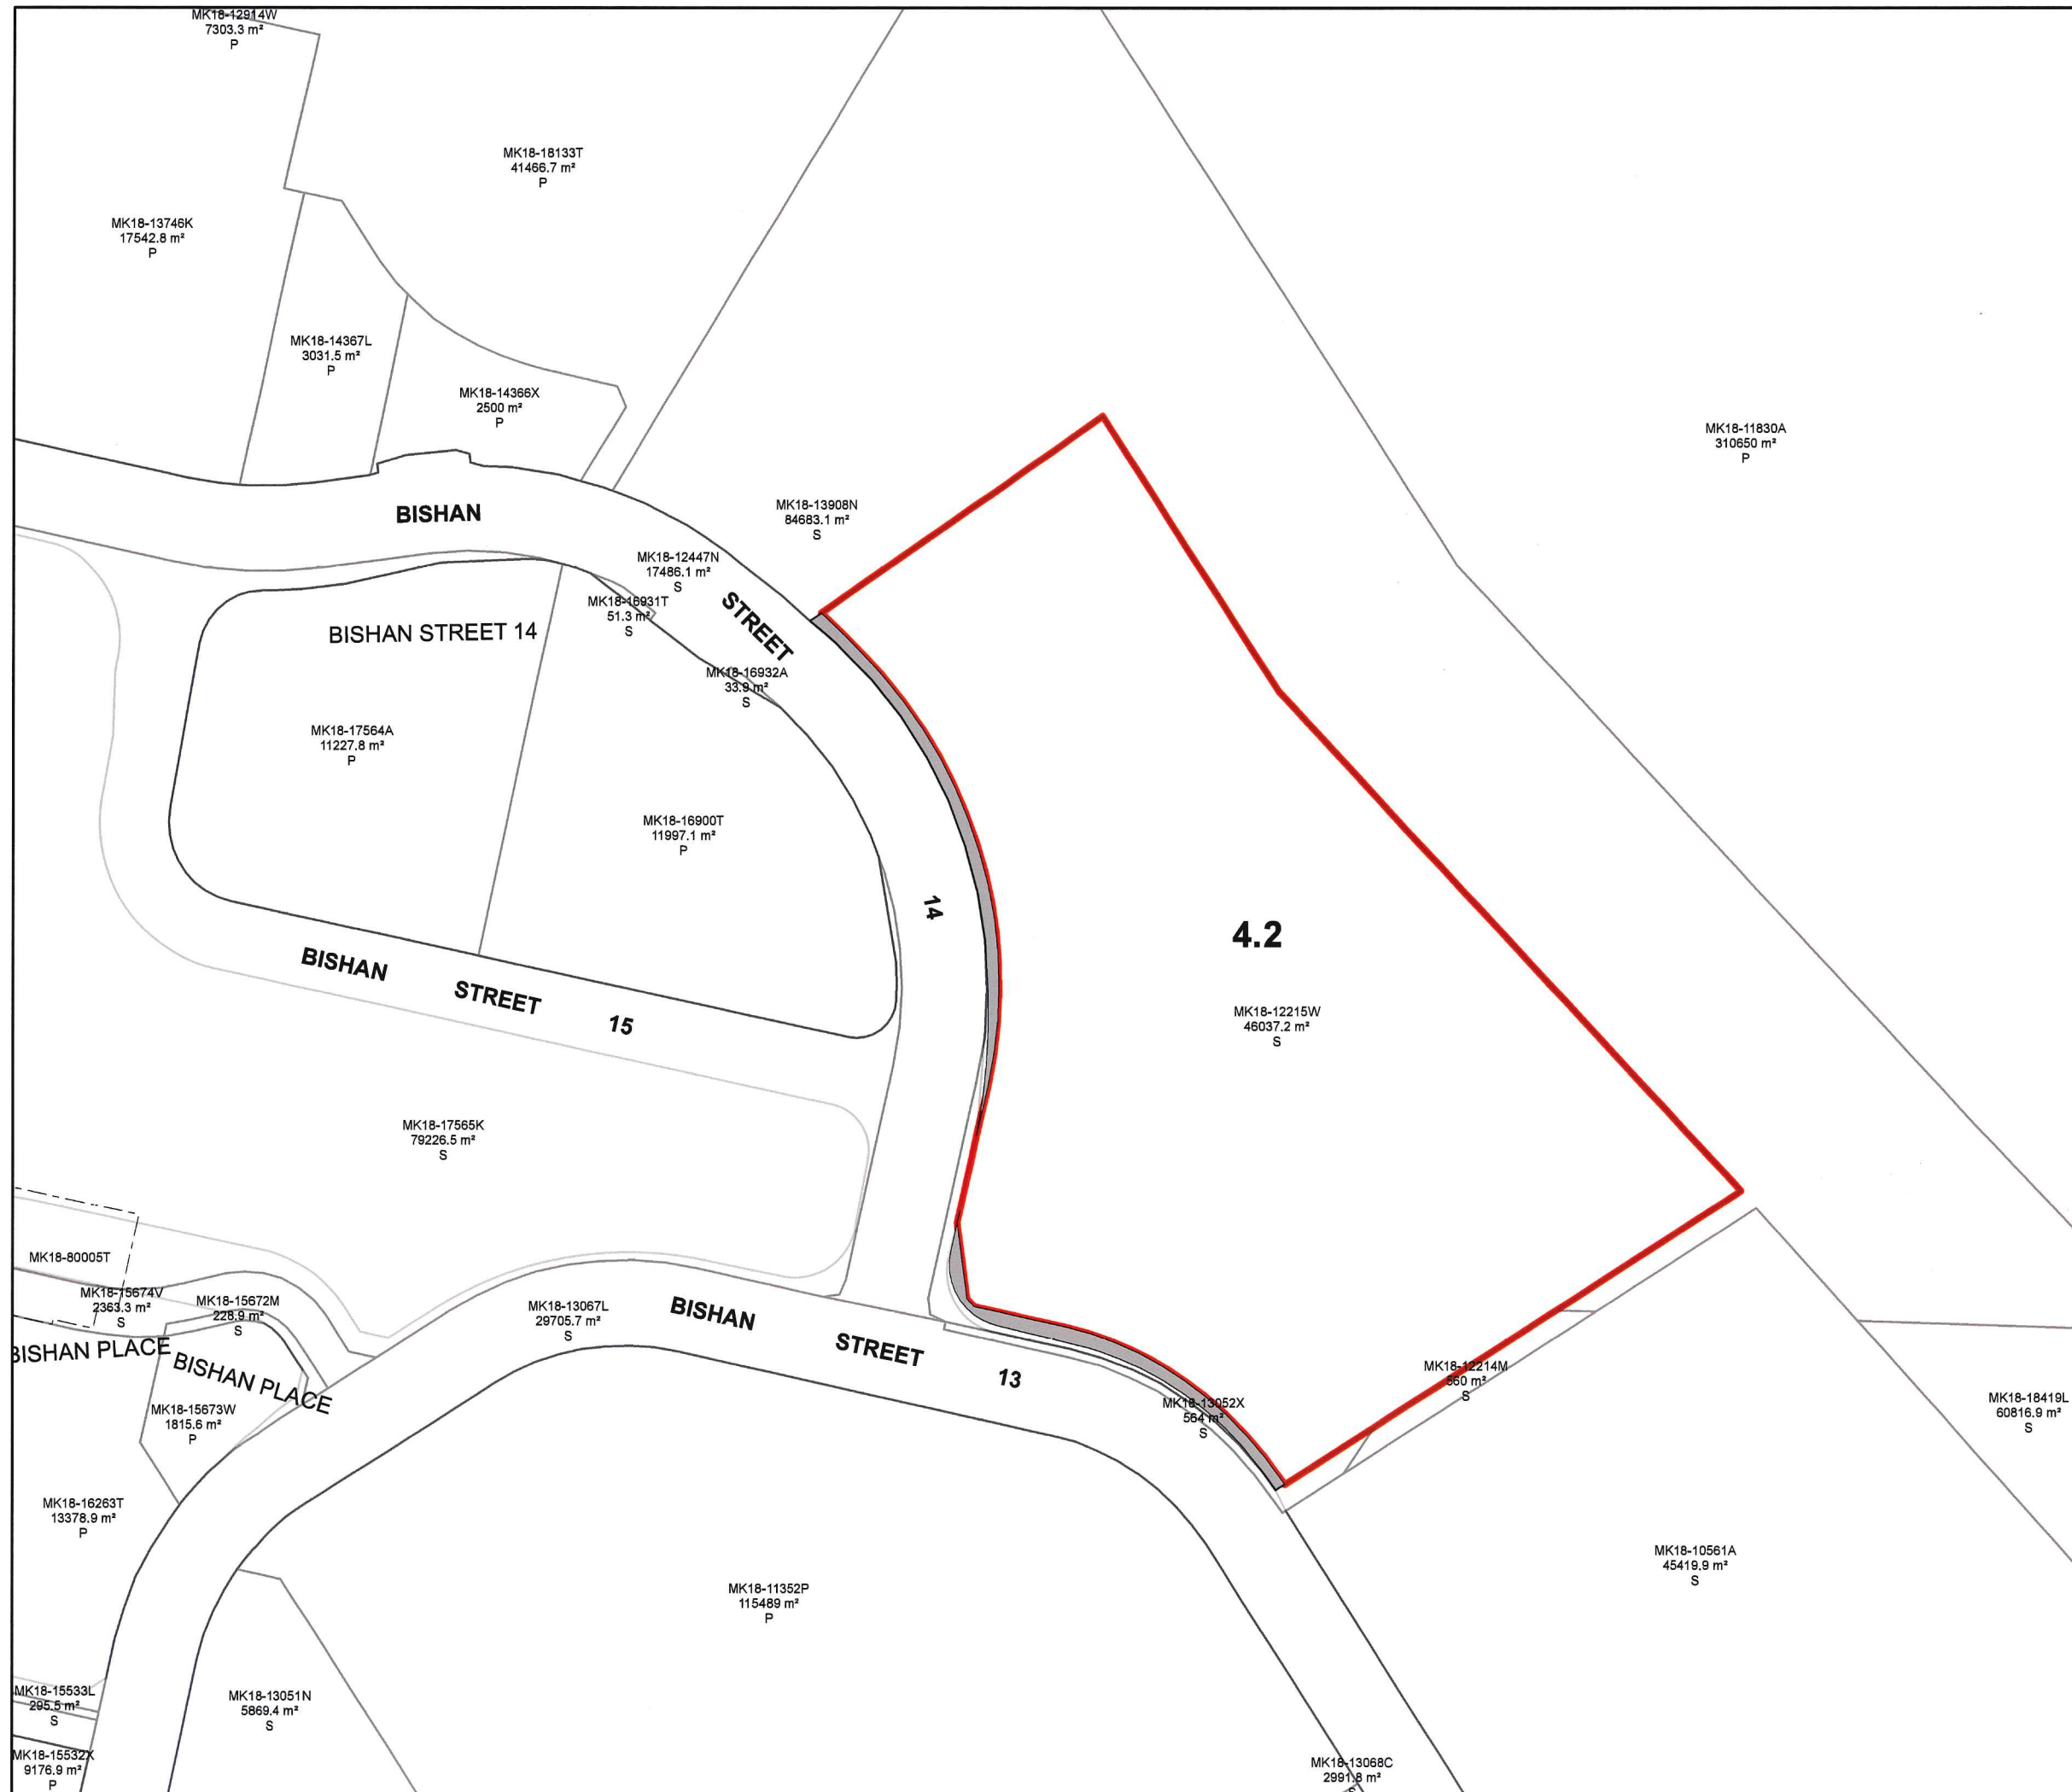 MK18-12914W
7303.3 m²
P
MK18-18133T
41466.7 m²
P
MK18-13746K
17542.8 m²
P
MK18-14367L
3031.5 m²
P
MK18-14366X
2500 m²
P
MK18-11830A
310650 m²
P
MK18-13908N
84683.1 m²
S
BISHAN
STREET
14
MK18-12447N
17486.1 m²
S
MK18-16931T
51.3 m²
S
BISHAN STREET 14
MK18-16932A
33.9 m²
S
MK18-17564A
11227.8 m²
P
MK18-16900T
11997.1 m²
P
4.2
MK18-12215W
46037.2 m²
S
BISHAN
STREET
15
MK18-17565K
79226.5 m²
S
MK18-80005T
MK18-15674V
2363.3 m²
S
MK18-15672M
228.9 m²
S
MK18-13067L
29705.7 m²
S
BISHAN
STREET
13
BISHAN PLACE
BISHAN PLACE
MK18-15673W
1815.6 m²
P
MK18-13052X
564 m²
S
MK18-12214M
560 m²
S
MK18-18419L
60816.9 m²
S
MK18-16263T
13378.9 m²
P
MK18-10561A
45419.9 m²
S
MK18-11352P
115489 m²
P
MK18-15533L
295.5 m²
S
MK18-13051N
5869.4 m²
S
MK18-15532X
9176.9 m²
P
MK18-13068C
2991.8 m²
S